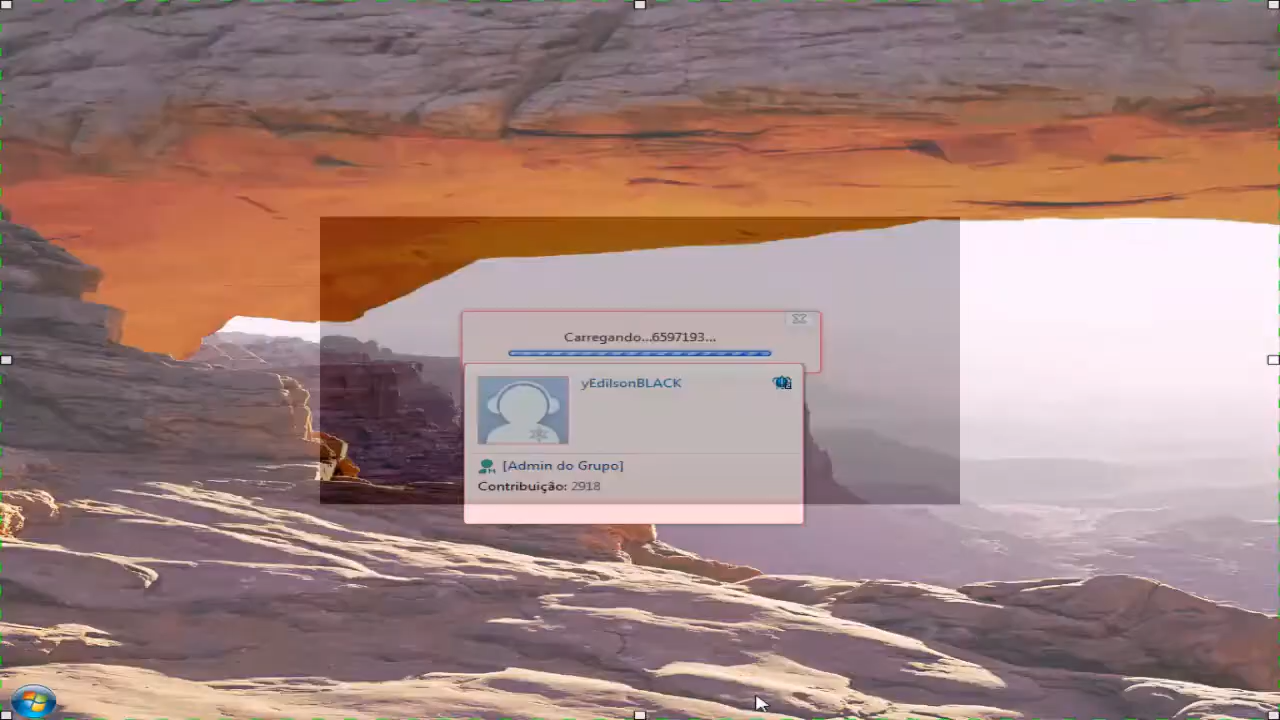 Carregando...6597193...
yEdilsonBLACK
[Admin do Grupo]
Contribuição: 2918